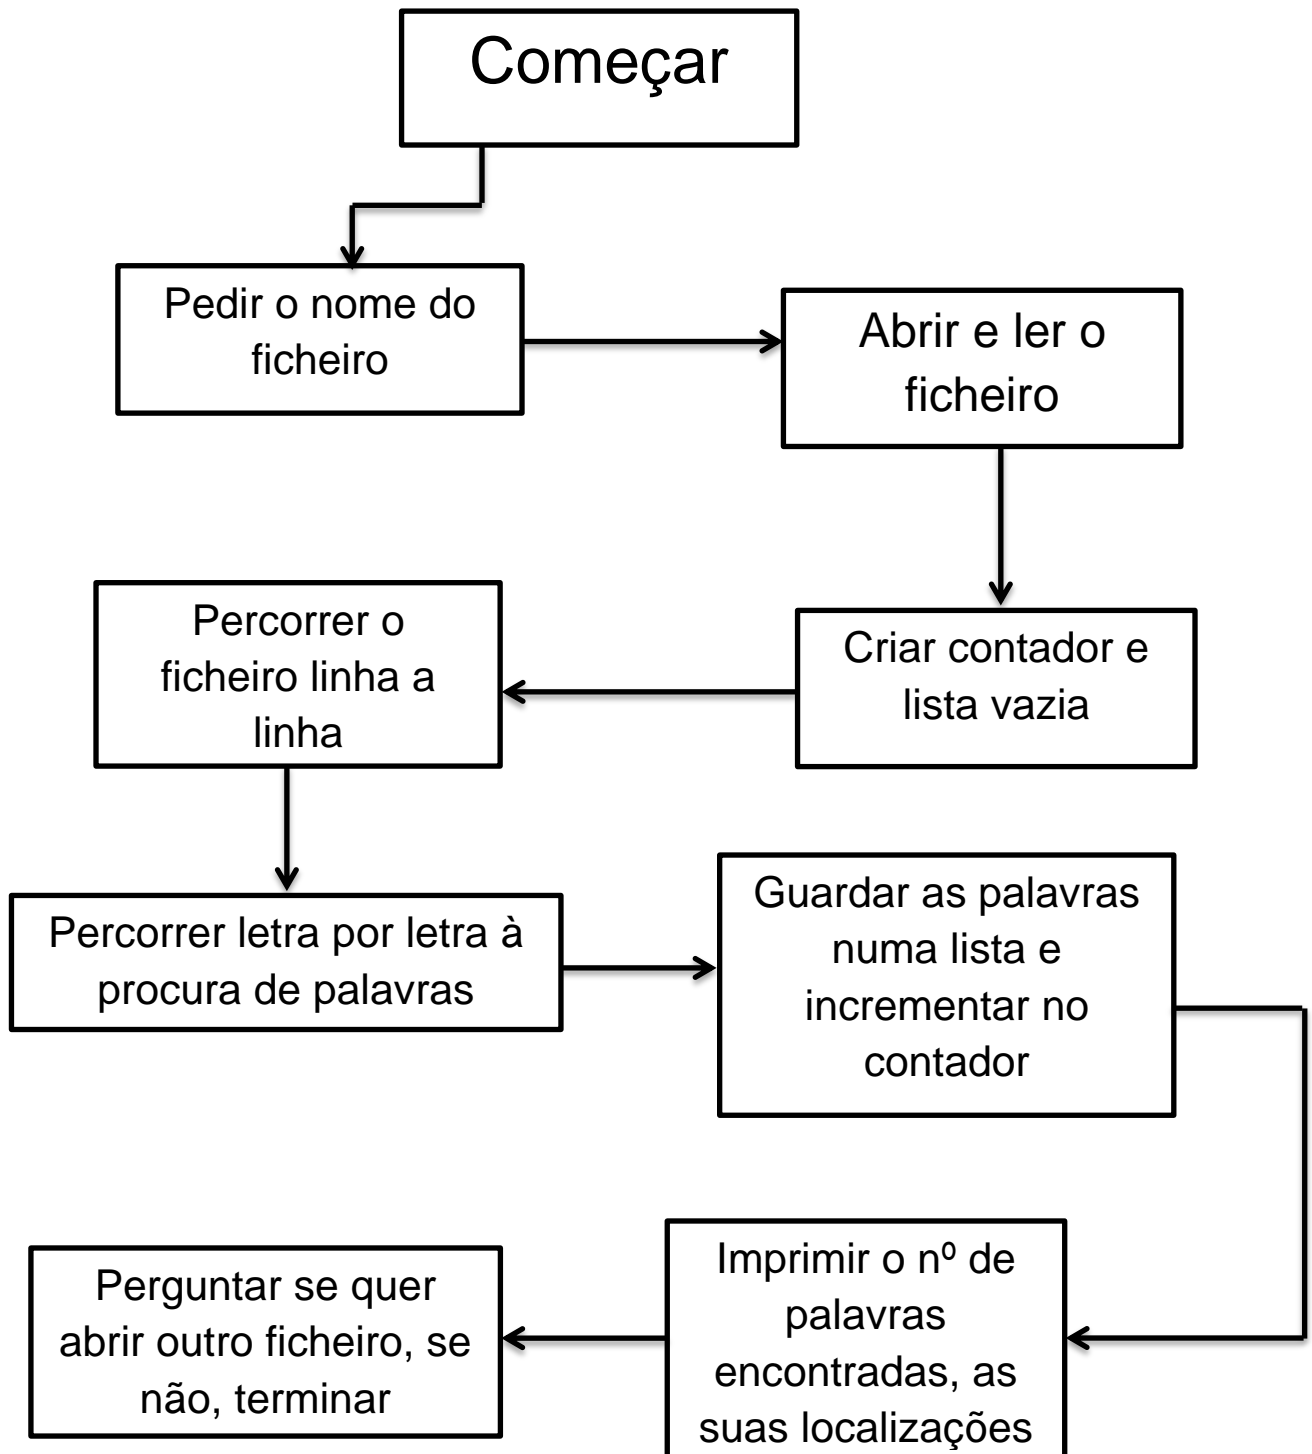 Começar
Pedir o nome do
ficheiro
Abrir e ler o
ficheiro
Criar contador e
lista vazia
Percorrer o
ficheiro linha a
linha
Percorrer letra por letra à
procura de palavras
Guardar as palavras
numa lista e
incrementar no
contador
Imprimir o nº de
palavras
encontradas, as
suas localizações
Perguntar se quer
abrir outro ficheiro, se
não, terminar